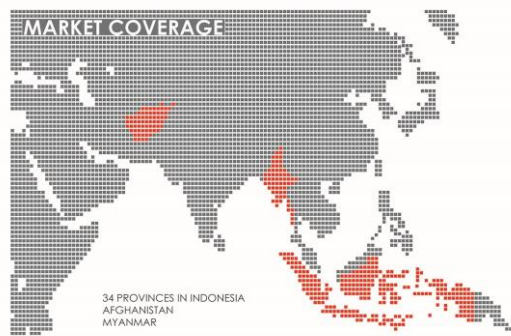 MARKET COVERAGE
34 PROVINCES IN INDONESIA
AFGHANISTAN
MYANMAR